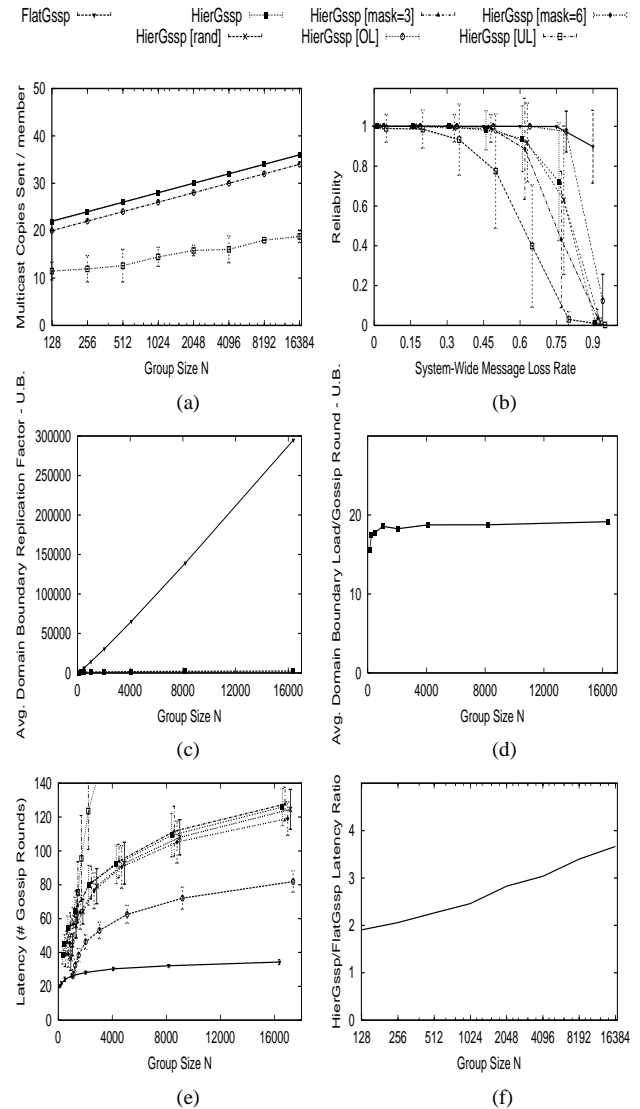 FlatGssp HierGssp HierGssp [mask=3] HierGssp [mask=6]
HierGssp [rand] HierGssp [OL] HierGssp [UL]
Multicast Copies Sent / member
50
40
30
20
10
0
128 256 512 1024 2048 4096 8192 16384
Group Size N
(a)
Reliability
1
0.8
0.6
0.4
0.2
0
0 0.15 0.3 0.45 0.6 0.75 0.9
System-Wide Message Loss Rate
(b)
Avg. Domain Boundary Replication Factor - U.B.
300000
250000
200000
150000
100000
50000
0
0 4000 8000 12000 16000
Group Size N
(c)
Avg. Domain Boundary Load/Gossip Round - U.B.
20
10
0
0 4000 8000 12000 16000
Group Size N
(d)
Latency (# Gossip Rounds)
140
120
100
80
60
40
20
0
0 4000 8000 12000 16000
Group Size N
(e)
HierGssp/FlatGssp Latency Ratio
5
4
3
2
1
0
128 256 512 1024 2048 4096 8192 16384
Group Size N
(f)